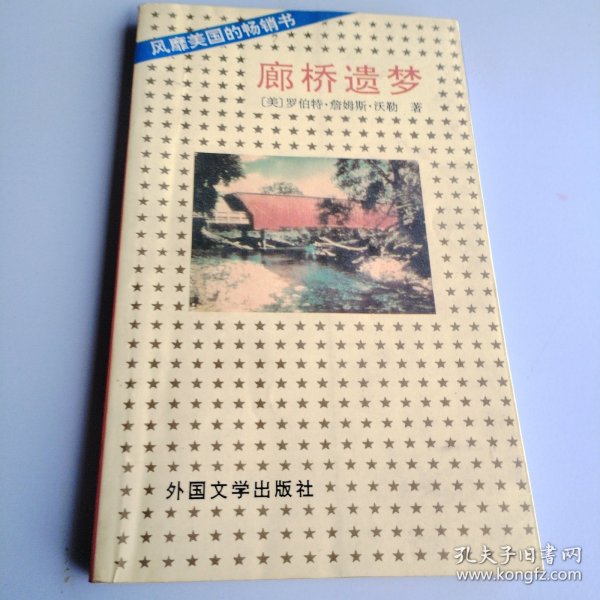 风靡美国的畅销书
廊桥遗梦
〔美〕罗伯特·詹姆斯·沃勒 著
外国文学出版社
孔夫子旧书网
www.kongfz.com